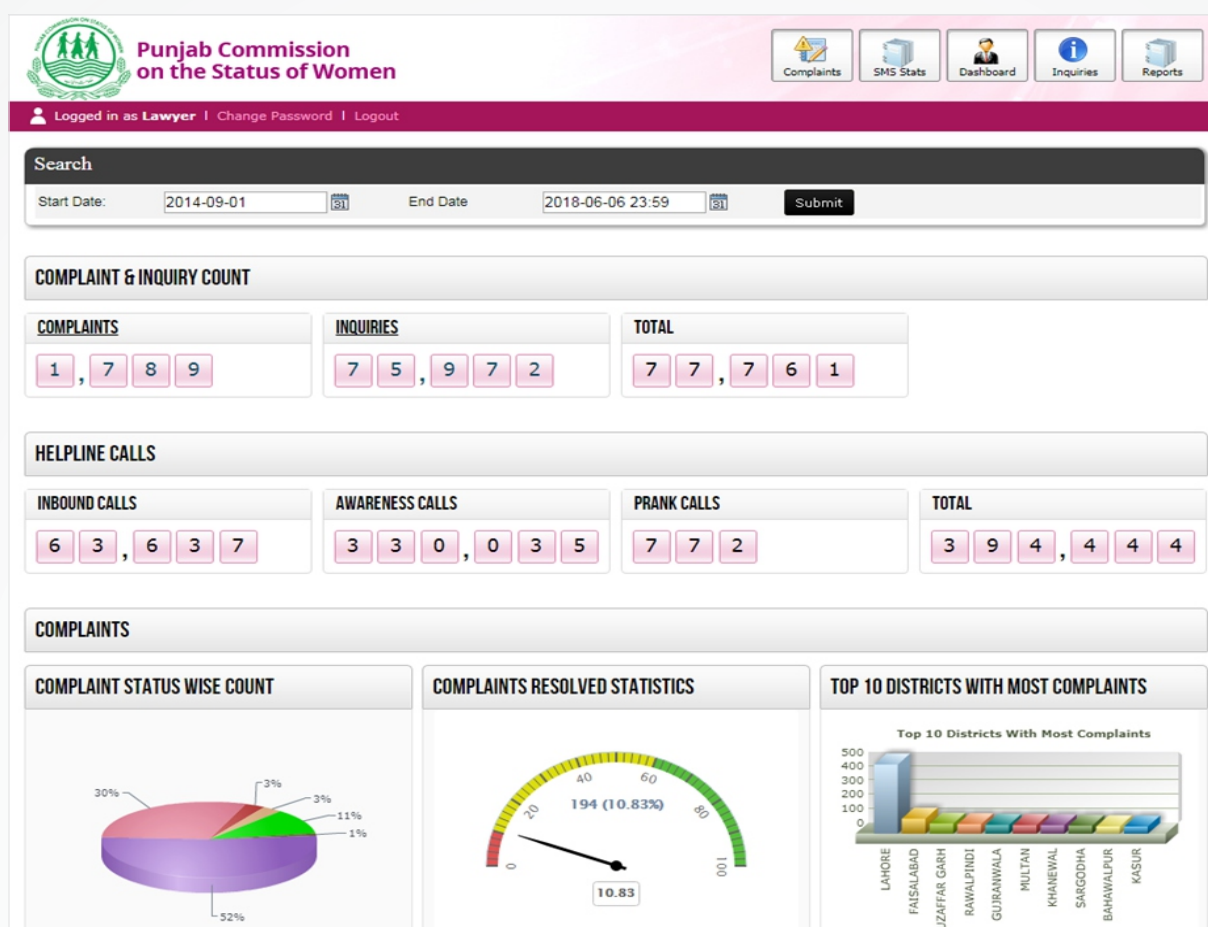 Punjab Commission
on the Status of Women
Complaints
SMS Stats
Dashboard
Inquiries
Reports
Logged in as Lawyer | Change Password | Logout
Search
Start Date: 2014-09-01 End Date 2018-06-06 23:59 Submit
COMPLAINT & INQUIRY COUNT
COMPLAINTS
1,789
INQUIRIES
75,972
TOTAL
77,761
HELPLINE CALLS
INBOUND CALLS
63,637
AWARENESS CALLS
330,035
PRANK CALLS
772
TOTAL
394,444
COMPLAINTS
COMPLAINT STATUS WISE COUNT
30%
3%
3%
11%
1%
52%
COMPLAINTS RESOLVED STATISTICS
0
20
40
60
80
100
194 (10.83%)
10.83
TOP 10 DISTRICTS WITH MOST COMPLAINTS
Top 10 Districts With Most Complaints
500
400
300
200
100
0
LAHORE
FAISALABAD
UZAFFAR GARH
RAWALPINDI
GUJRANWALA
MULTAN
KHANEWAL
SARGODHA
BAHAWALPUR
KASUR